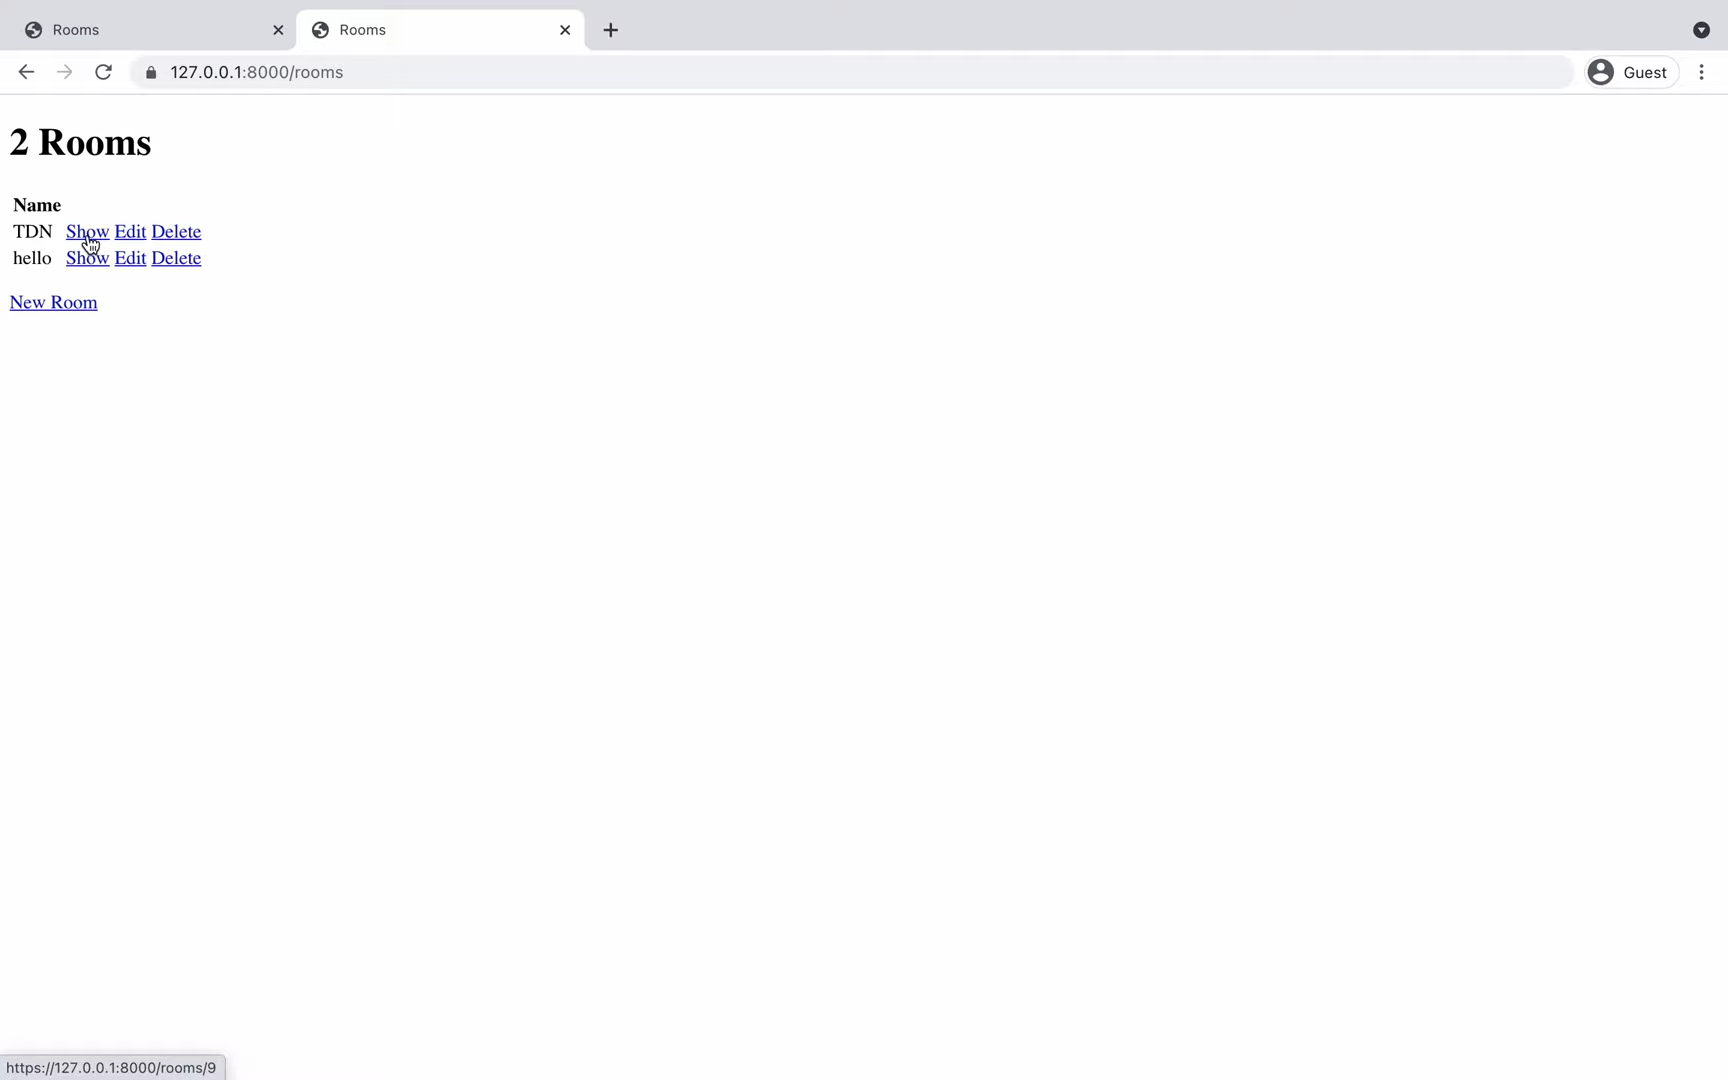 Rooms
Rooms
127.0.0.1:8000/rooms
Guest
2 Rooms
Name
TDN Show Edit Delete
hello Show Edit Delete
New Room
https://127.0.0.1:8000/rooms/9